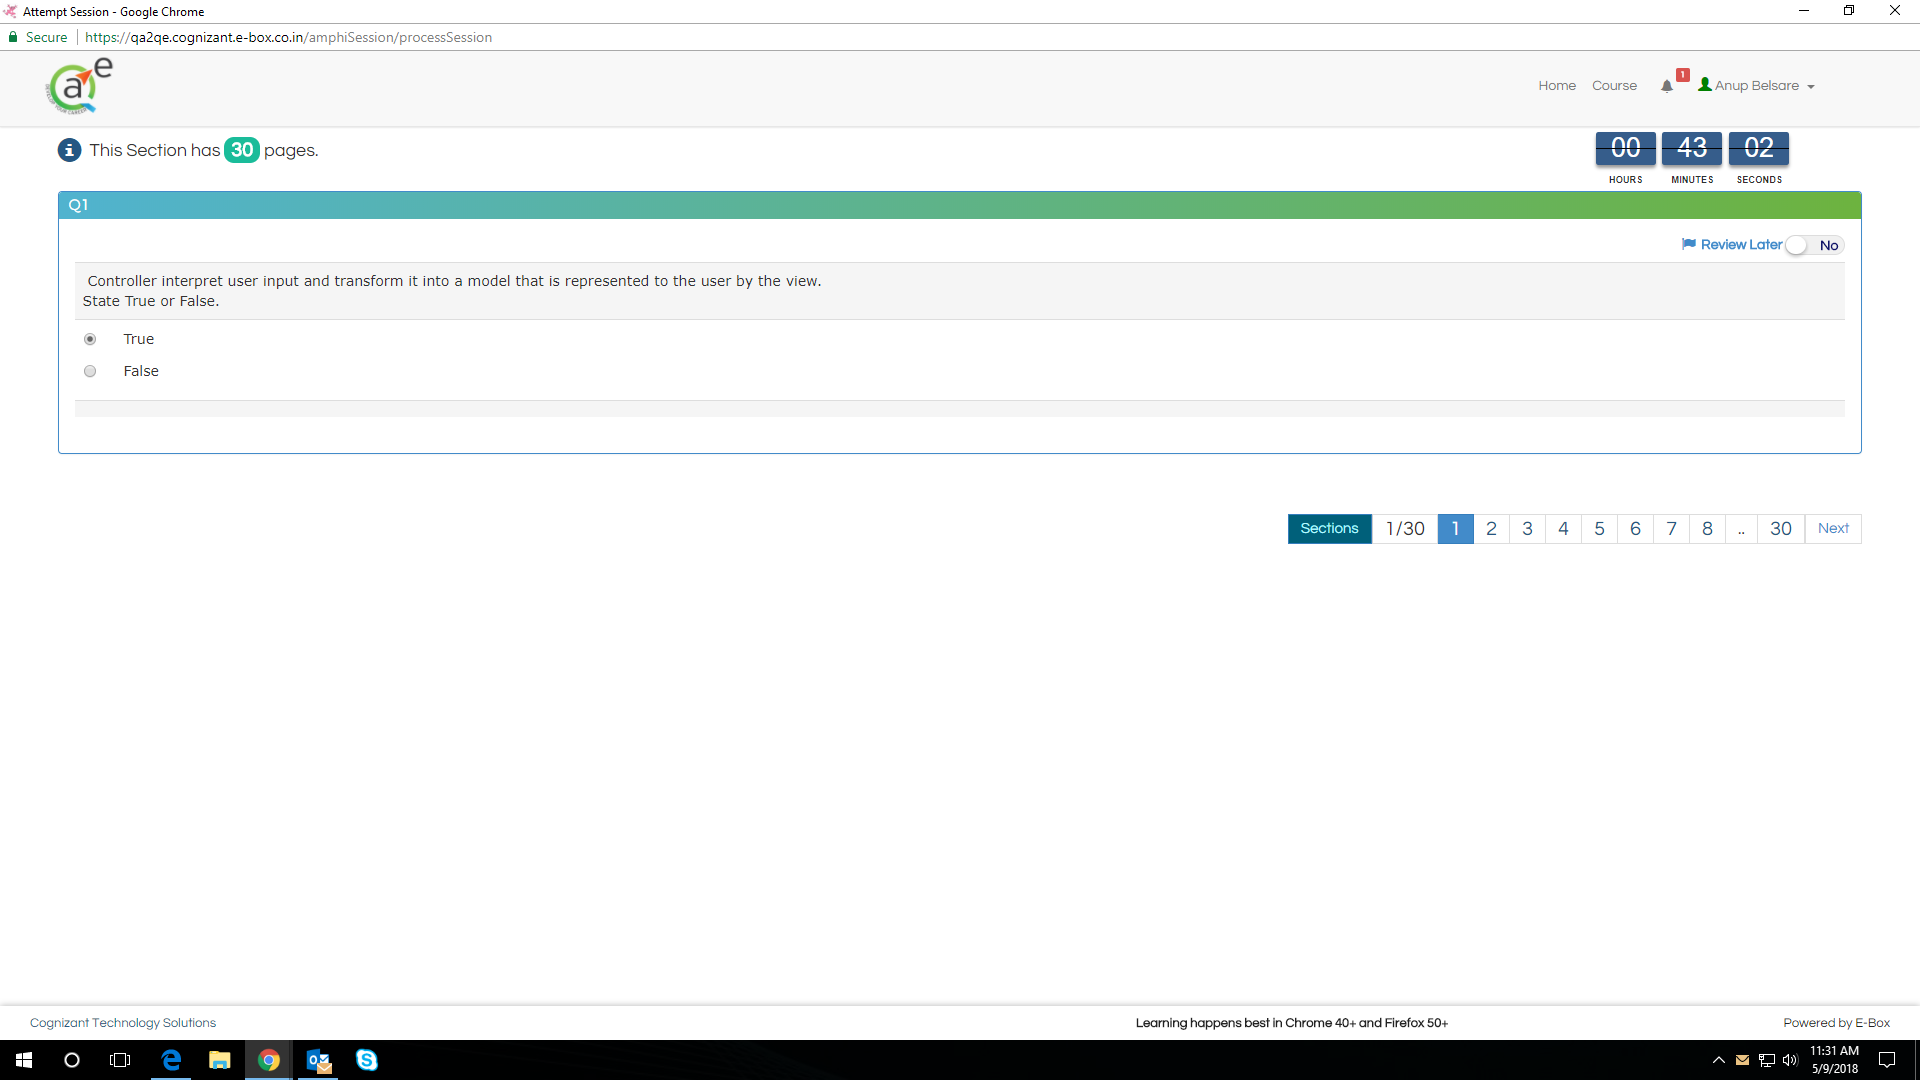 Attempt Session - Google Chrome
Secure https://qa2qe.cognizant.e-box.co.in/amphiSession/processSession
a e
Home Course 1 Anup Belsare
This Section has 30 pages.
00 43 02
HOURS MINUTES SECONDS
Q1
Review Later No
Controller interpret user input and transform it into a model that is represented to the user by the view.
State True or False.
True
False
Sections 1/30 1 2 3 4 5 6 7 8 .. 30 Next
Cognizant Technology Solutions Learning happens best in Chrome 40+ and Firefox 50+ Powered by E-Box
11:31 AM
5/9/2018